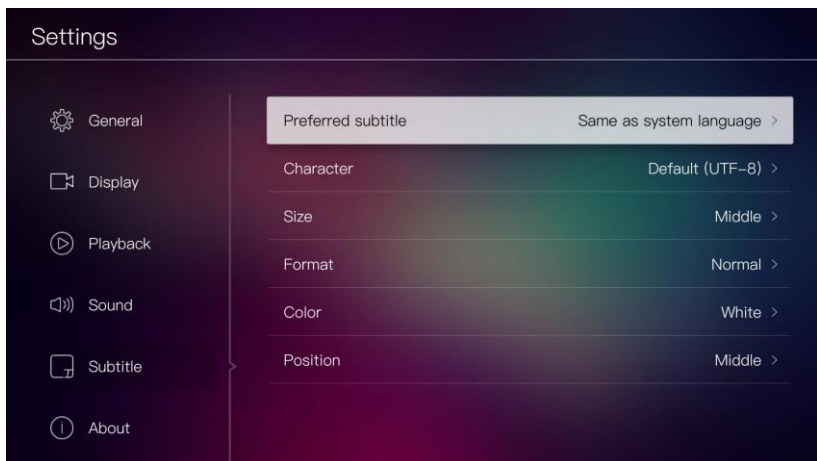 Settings
General
Display
Playback
Sound
Subtitle
About
Preferred subtitle Same as system language >
Character Default (UTF-8) >
Size Middle >
Format Normal >
Color White >
Position Middle >